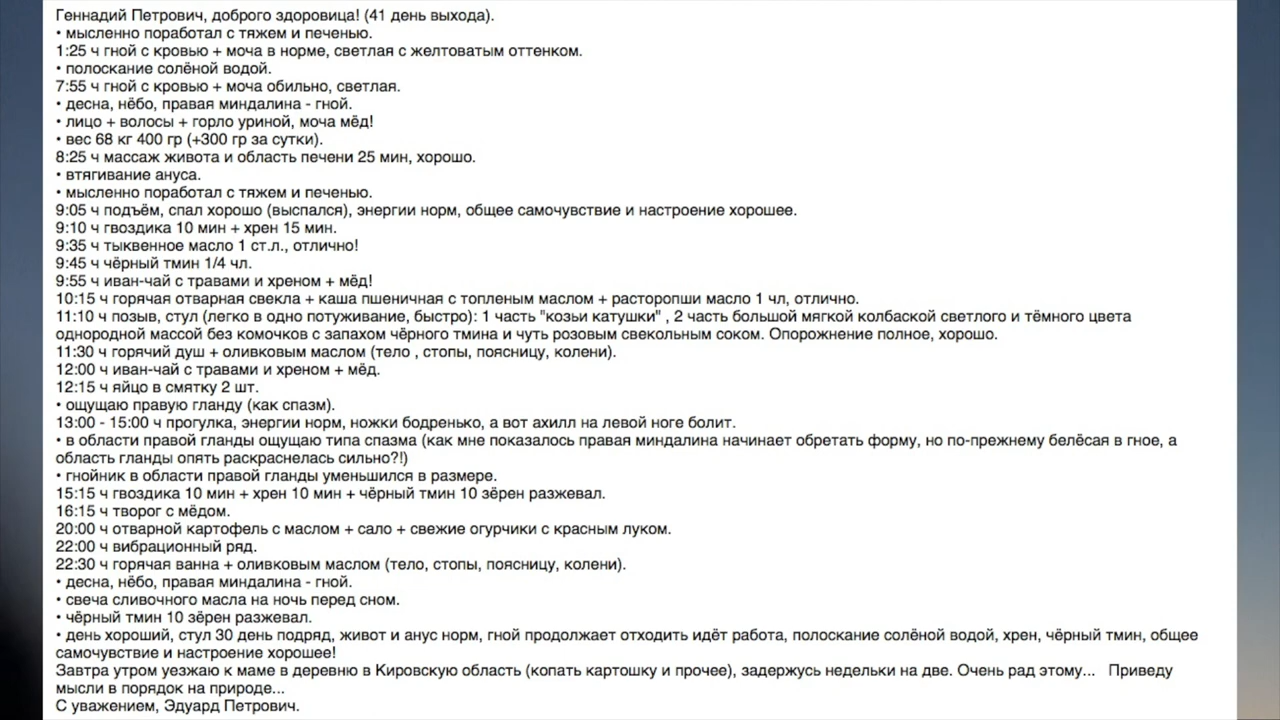 Геннадий Петрович, доброго здоровица! (41 день выхода).
• мысленно поработал с тяжем и печенью.
1:25 ч гной с кровью + моча в норме, светлая с желтоватым оттенком.
• полоскание солёной водой.
7:55 ч гной с кровью + моча обильно, светлая.
• десна, нёбо, правая миндалина - гной.
• лицо + волосы + горло уриной, моча мёд!
• вес 68 кг 400 гр (+300 гр за сутки).
8:25 ч массаж живота и область печени 25 мин, хорошо.
• втягивание ануса.
• мысленно поработал с тяжем и печенью.
9:05 ч подъём, спал хорошо (выспался), энергии норм, общее самочувствие и настроение хорошее.
9:10 ч гвоздика 10 мин + хрен 15 мин.
9:35 ч тыквенное масло 1 ст.л., отлично!
9:45 ч чёрный тмин 1/4 чл.
9:55 ч иван-чай с травами и хреном + мёд!
10:15 ч горячая отварная свекла + каша пшеничная с топленым маслом + расторопши масло 1 чл, отлично.
11:10 ч позыв, стул (легко в одно потуживание, быстро): 1 часть "козьи катушки" , 2 часть большой мягкой колбаской светлого и тёмного цвета
однородной массой без комочков с запахом чёрного тмина и чуть розовым свекольным соком. Опорожнение полное, хорошо.
11:30 ч горячий душ + оливковым маслом (тело , стопы, поясницу, колени).
12:00 ч иван-чай с травами и хреном + мёд.
12:15 ч яйцо в смятку 2 шт.
• ощущаю правую гланду (как спазм).
13:00 - 15:00 ч прогулка, энергии норм, ножки бодренько, а вот ахилл на левой ноге болит.
• в области правой гланды ощущаю типа спазма (как мне показалось правая миндалина начинает обретать форму, но по-прежнему белёсая в гное, а
область гланды опять раскраснелась сильно?!)
• гнойник в области правой гланды уменьшился в размере.
15:15 ч гвоздика 10 мин + хрен 10 мин + чёрный тмин 10 зёрен разжевал.
16:15 ч творог с мёдом.
20:00 ч отварной картофель с маслом + сало + свежие огурчики с красным луком.
22:00 ч вибрационный ряд.
22:30 ч горячая ванна + оливковым маслом (тело, стопы, поясницу, колени).
• десна, нёбо, правая миндалина - гной.
• свеча сливочного масла на ночь перед сном.
• чёрный тмин 10 зёрен разжевал.
• день хороший, стул 30 день подряд, живот и анус норм, гной продолжает отходить идёт работа, полоскание солёной водой, хрен, чёрный тмин, общее
самочувствие и настроение хорошее!
Завтра утром уезжаю к маме в деревню в Кировскую область (копать картошку и прочее), задержусь недельки на две. Очень рад этому... Приведу
мысли в порядок на природе...
С уважением, Эдуард Петрович.